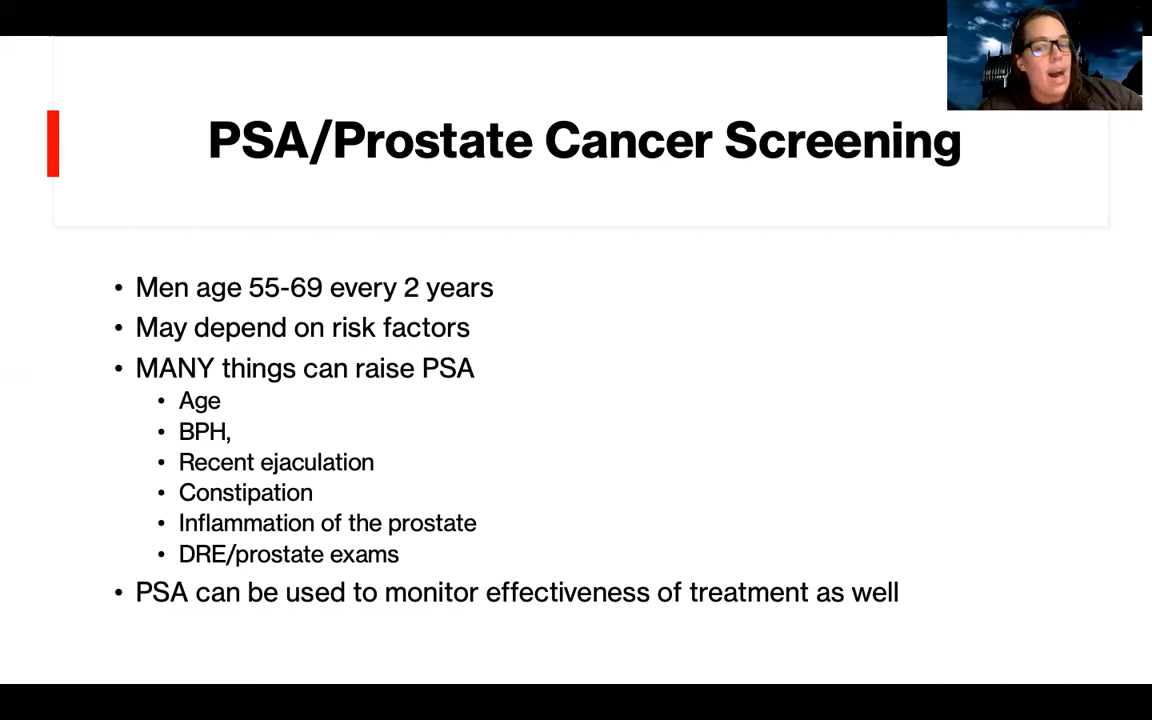 PSA/Prostate Cancer Screening
• Men age 55-69 every 2 years
• May depend on risk factors
• MANY things can raise PSA
• Age
• BPH,
• Recent ejaculation
• Constipation
• Inflammation of the prostate
• DRE/prostate exams
• PSA can be used to monitor effectiveness of treatment as well